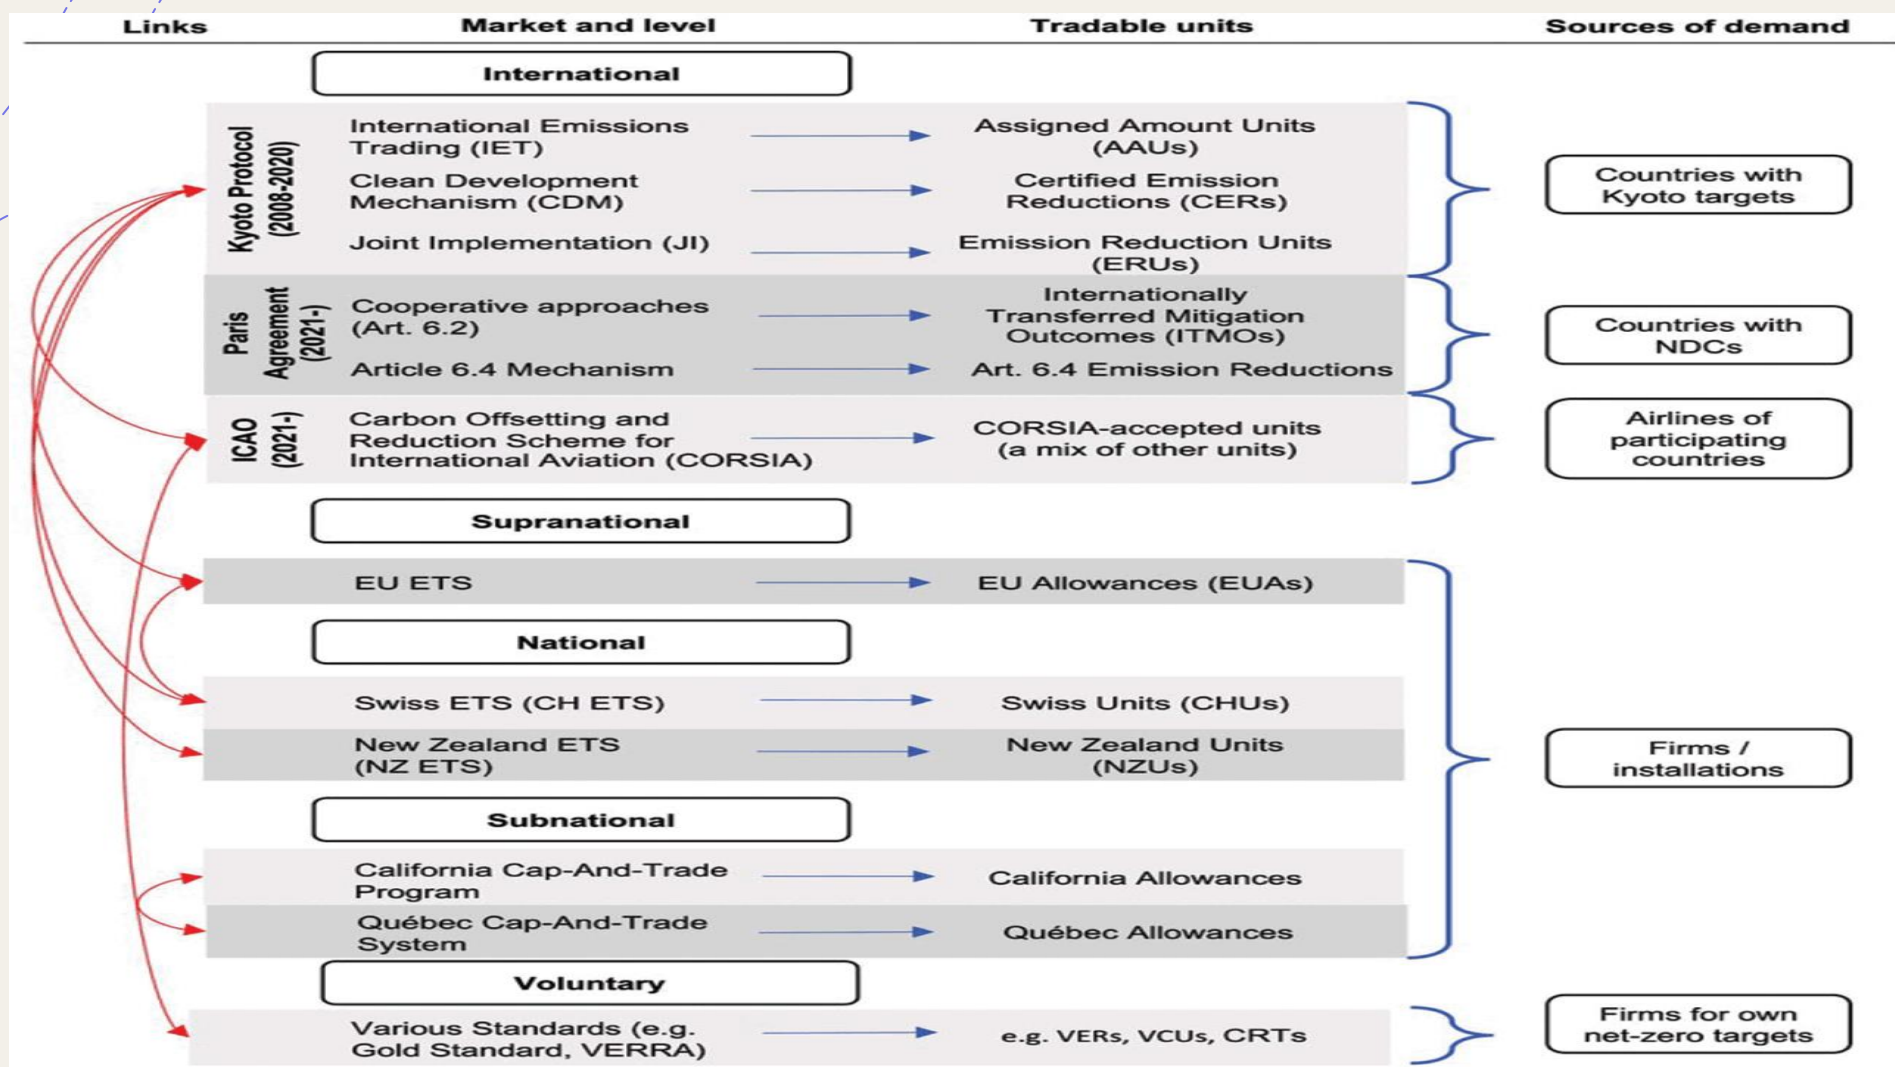 Links
Market and level
Tradable units
Sources of demand
International
Kyoto Protocol
(2008-2020)
International Emissions
Trading (IET)
Assigned Amount Units
(AAUs)
Clean Development
Mechanism (CDM)
Certified Emission
Reductions (CERs)
Joint Implementation (JI)
Emission Reduction Units
(ERUs)
Countries with
Kyoto targets
Paris
Agreement
(2021-)
Cooperative approaches
(Art. 6.2)
Internationally
Transferred Mitigation
Outcomes (ITMOs)
Article 6.4 Mechanism
Art. 6.4 Emission Reductions
Countries with
NDCs
ICAO
(2021-)
Carbon Offsetting and
Reduction Scheme for
International Aviation (CORSIA)
CORSIA-accepted units
(a mix of other units)
Airlines of
participating
countries
Supranational
EU ETS
EU Allowances (EUAs)
National
Swiss ETS (CH ETS)
Swiss Units (CHUs)
New Zealand ETS
(NZ ETS)
New Zealand Units
(NZUs)
Firms /
installations
Subnational
California Cap-And-Trade
Program
California Allowances
Québec Cap-And-Trade
System
Québec Allowances
Voluntary
Various Standards (e.g.
Gold Standard, VERRA)
e.g. VERs, VCUs, CRTs
Firms for own
net-zero targets